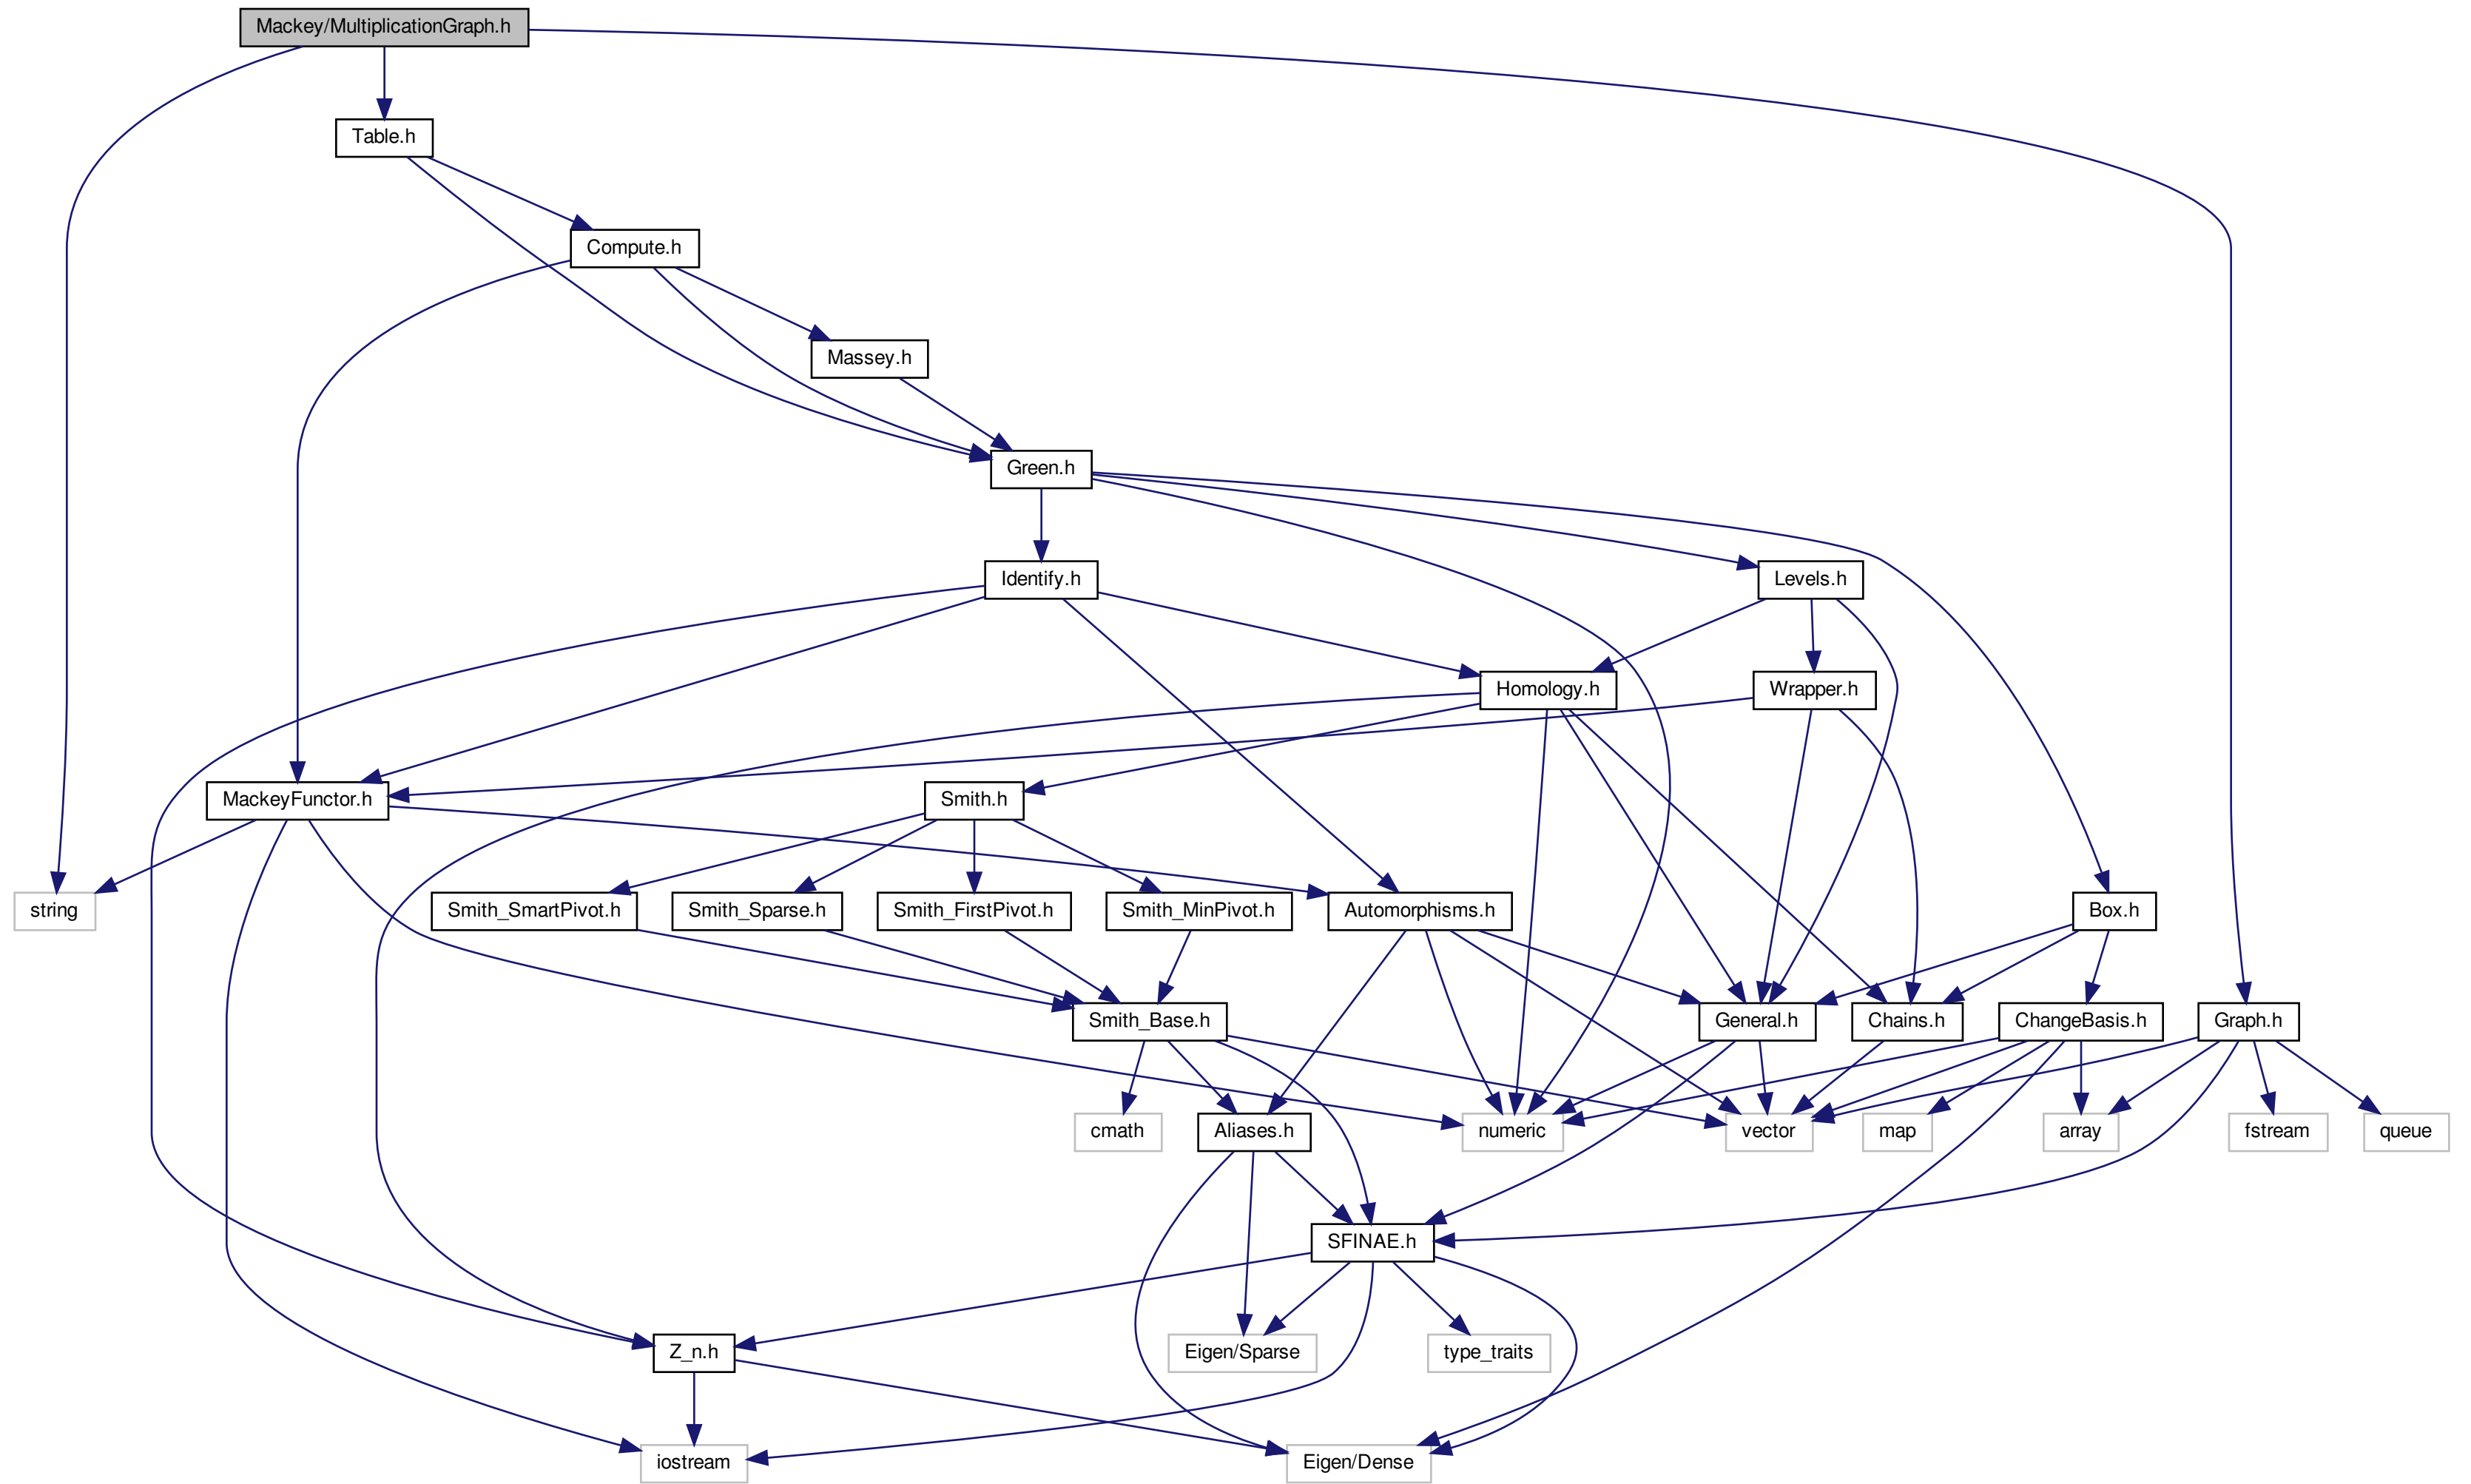 Mackey/MultiplicationGraph.h
Table.h
Compute.h
Massey.h
Green.h
Identify.h
Levels.h
Homology.h
Wrapper.h
MackeyFunctor.h
Smith.h
string
Smith_SmartPivot.h
Smith_Sparse.h
Smith_FirstPivot.h
Smith_MinPivot.h
Automorphisms.h
Box.h
Smith_Base.h
General.h
Chains.h
ChangeBasis.h
Graph.h
cmath
Aliases.h
numeric
vector
map
array
fstream
queue
SFINAE.h
Z_n.h
Eigen/Sparse
type_traits
iostream
Eigen/Dense